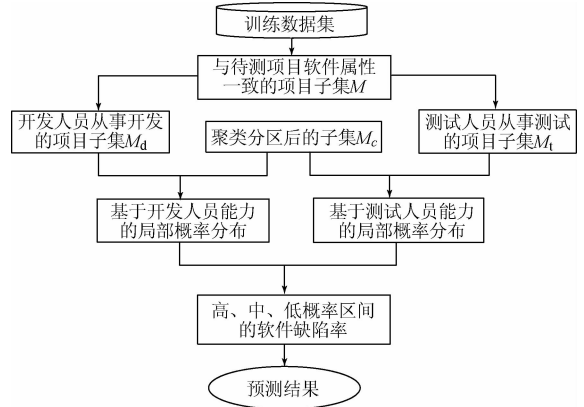 训练数据集
与待测项目软件属性
一致的项目子集M
开发人员从事开发
的项目子集Md
聚类分区后的子集Mc
测试人员从事测试
的项目子集Mt
基于开发人员能力
的局部概率分布
基于测试人员能力
的局部概率分布
高、中、低概率区间
的软件缺陷率
预测结果